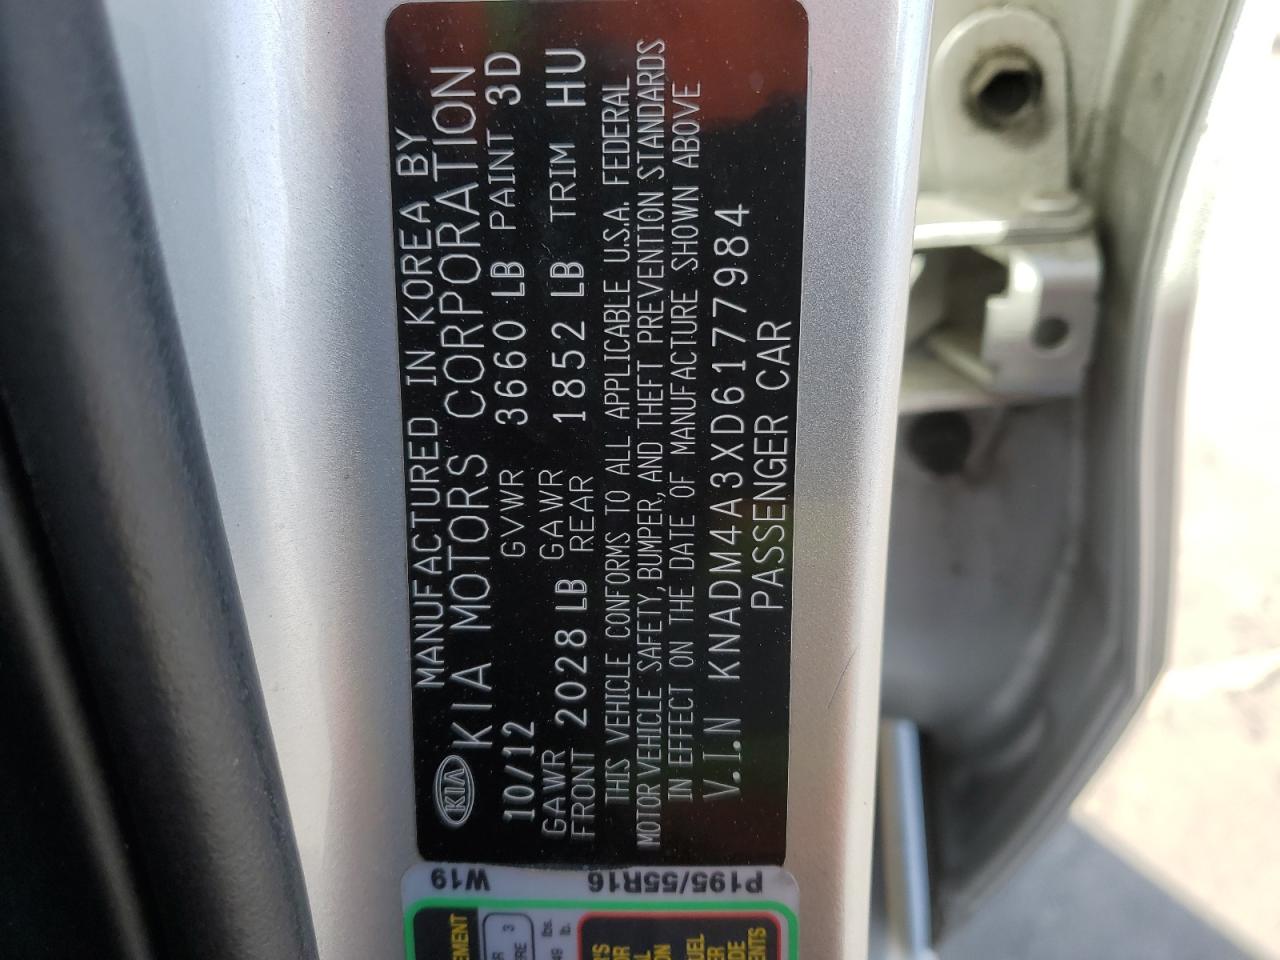 MANUFACTURED IN KOREA BY
KIA KIA MOTORS CORPORATION
10/12 GVWR 3660 LB PAINT 3D
GAWR FRONT 2028 LB GAWR REAR 1852 LB TRIM HU
THIS VEHICLE CONFORMS TO ALL APPLICABLE U.S.A. FEDERAL
MOTOR VEHICLE SAFETY, BUMPER, AND THEFT PREVENTION STANDARDS
IN EFFECT ON THE DATE OF MANUFACTURE SHOWN ABOVE
V.I.N KNADM4A3XD6177984
PASSENGER CAR
W19
P195/55R16